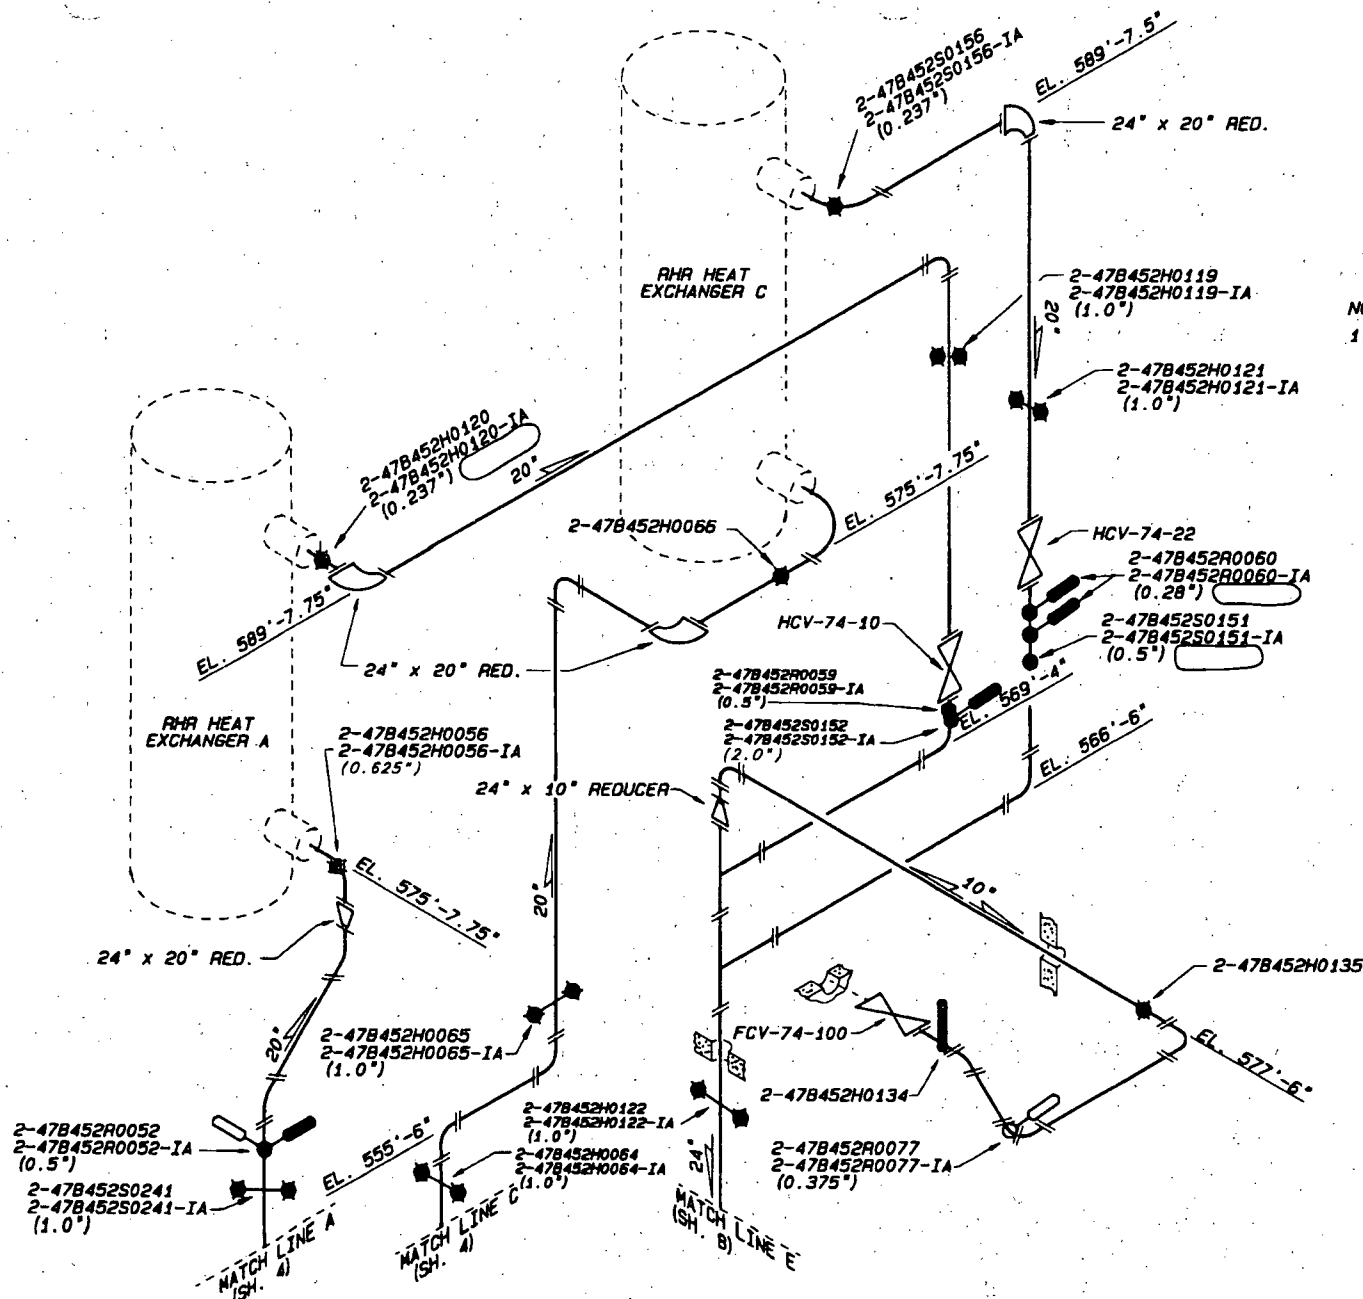 2-47B452S0156
2-47B452S0156-IA
(0.237")
EL. 589'-7.5"
24" x 20" RED.
RHR HEAT
EXCHANGER C
2-47B452H0119
2-47B452H0119-IA
(1.0")
20"
1
2-47B452H0121
2-47B452H0121-IA
(1.0")
2-47B452H0120
2-47B452H0120-IA
(0.237")
20"
EL. 575'-7.75"
2-47B452H0066
HCV-74-22
2-47B452R0060
2-47B452R0060-IA
(0.28")
2-47B452S0151
2-47B452S0151-IA
(0.5")
HCV-74-10
EL. 589'-7.75"
24" x 20" RED.
2-47B452R0059
2-47B452R0059-IA
(0.5")
EL. 569'-4"
2-47B452S0152
2-47B452S0152-IA
(2.0")
EL. 566'-6"
RHR HEAT
EXCHANGER A
2-47B452H0056
2-47B452H0056-IA
(0.625")
24" x 10" REDUCER
EL. 575'-7.75"
20"
10"
24" x 20" RED.
2-47B452H0135
20"
2-47B452H0065
2-47B452H0065-IA
(1.0")
FCV-74-100
EL. 577'-6"
2-47B452H0134
2-47B452R0052
2-47B452R0052-IA
(0.5")
2-47B452S0241
2-47B452S0241-IA
(1.0")
EL. 555'-6"
2-47B452H0122
2-47B452H0122-IA
(1.0")
2-47B452H0064
2-47B452H0064-IA
(1.0")
24"
2-47B452R0077
2-47B452R0077-IA
(0.375")
MATCH LINE A
(SH. 4)
MATCH LINE C
(SH. 4)
MATCH LINE E
(SH. 8)